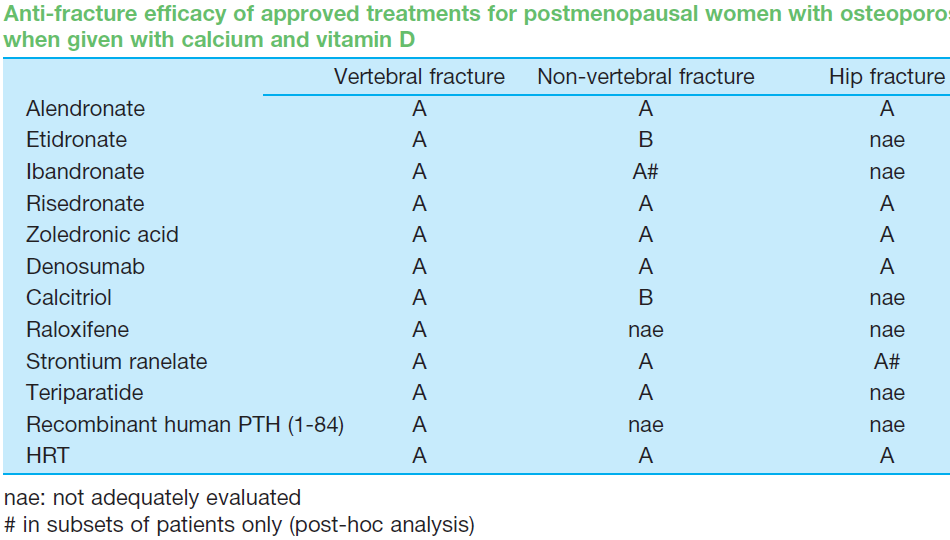 Anti-fracture efficacy of approved treatments for postmenopausal women with
when given with calcium and vitamin D
Vertebral fracture Non-vertebral fracture Hip fracture
Alendronate A A A
Etidronate A B nae
Ibandronate A A# nae
Risedronate A A A
Zoledronic acid A A A
Denosumab A A A
Calcitriol A B nae
Raloxifene A nae nae
Strontium ranelate A A A#
Teriparatide A A nae
Recombinant human PTH (1-84) A nae nae
HRT A A A
nae: not adequately evaluated
# in subsets of patients only (post-hoc analysis)